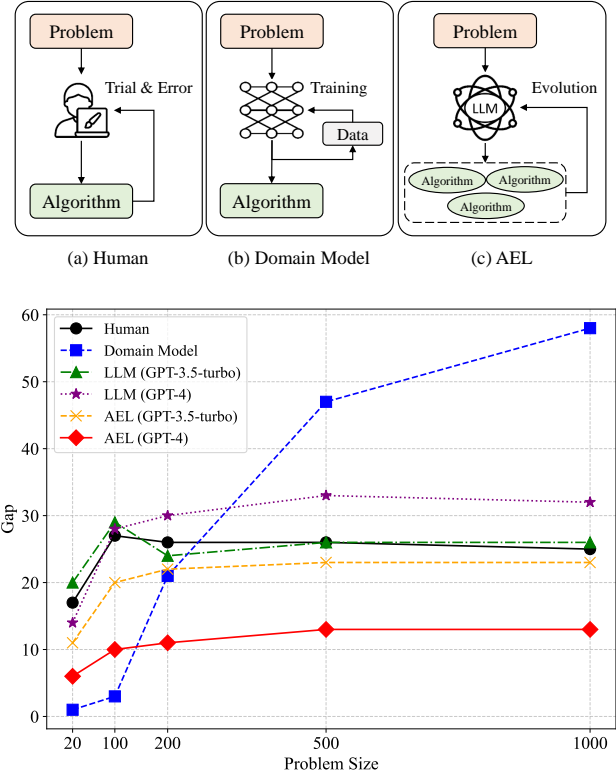 Problem
Trial & Error
Algorithm
(a) Human
Problem
Training
Data
Algorithm
(b) Domain Model
Problem
Evolution
LLM
Algorithm
Algorithm
Algorithm
(c) AEL
60
50
40
30
20
10
0
Gap
Human
Domain Model
LLM (GPT-3.5-turbo)
LLM (GPT-4)
AEL (GPT-3.5-turbo)
AEL (GPT-4)
20
100
200
500
1000
Problem Size